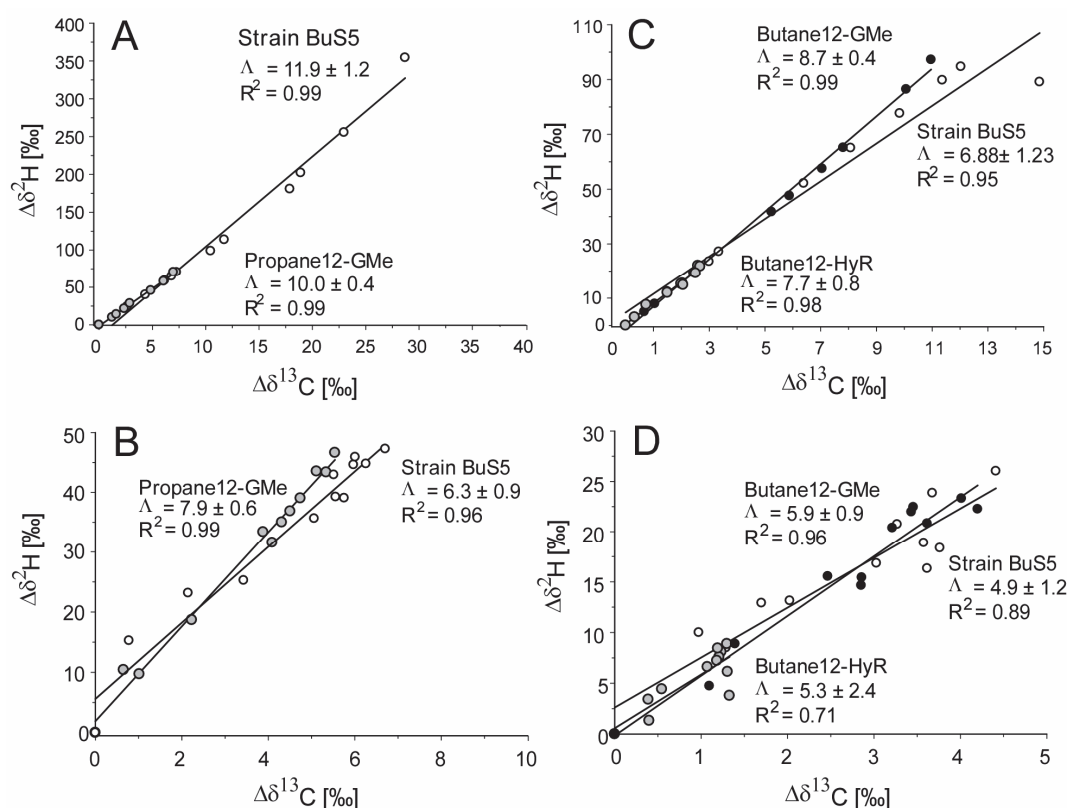 A
Strain BuS5
Λ = 11.9 ± 1.2
R² = 0.99
Propane12-GMe
Λ = 10.0 ± 0.4
R² = 0.99
400
350
300
250
200
150
100
50
0
Δδ²H [‰]
0 5 10 15 20 25 30 35 40
Δδ¹³C [‰]
C
Butane12-GMe
Λ = 8.7 ± 0.4
R² = 0.99
Strain BuS5
Λ = 6.88± 1.23
R² = 0.95
Butane12-HyR
Λ = 7.7 ± 0.8
R² = 0.98
110
90
70
50
30
10
0
Δδ²H [‰]
0 1 3 5 7 9 11 13 15
Δδ¹³C [‰]
B
Propane12-GMe
Λ = 7.9 ± 0.6
R² = 0.99
Strain BuS5
Λ = 6.3 ± 0.9
R² = 0.96
50
40
30
20
10
0
Δδ²H [‰]
0 2 4 6 8 10
Δδ¹³C [‰]
D
Butane12-GMe
Λ = 5.9 ± 0.9
R² = 0.96
Strain BuS5
Λ = 4.9 ± 1.2
R² = 0.89
Butane12-HyR
Λ = 5.3 ± 2.4
R² = 0.71
30
25
20
15
10
5
0
Δδ²H [‰]
0 1 2 3 4 5
Δδ¹³C [‰]